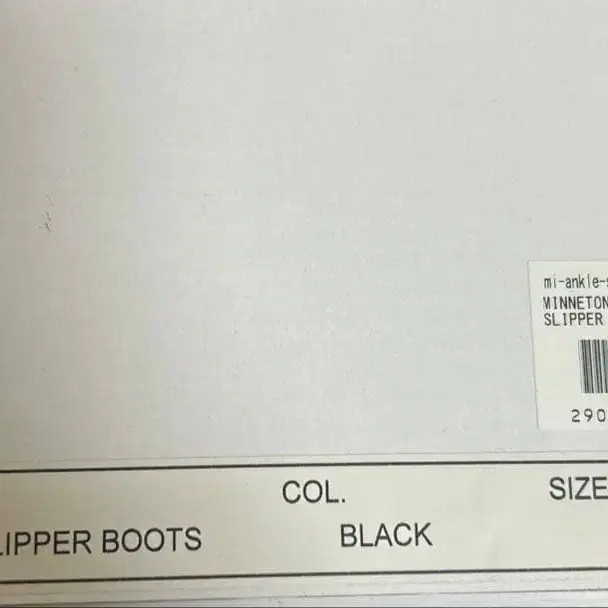 mi-ankle-
MINNETON
SLIPPER
290
COL. SIZE
LIPPER BOOTS BLACK